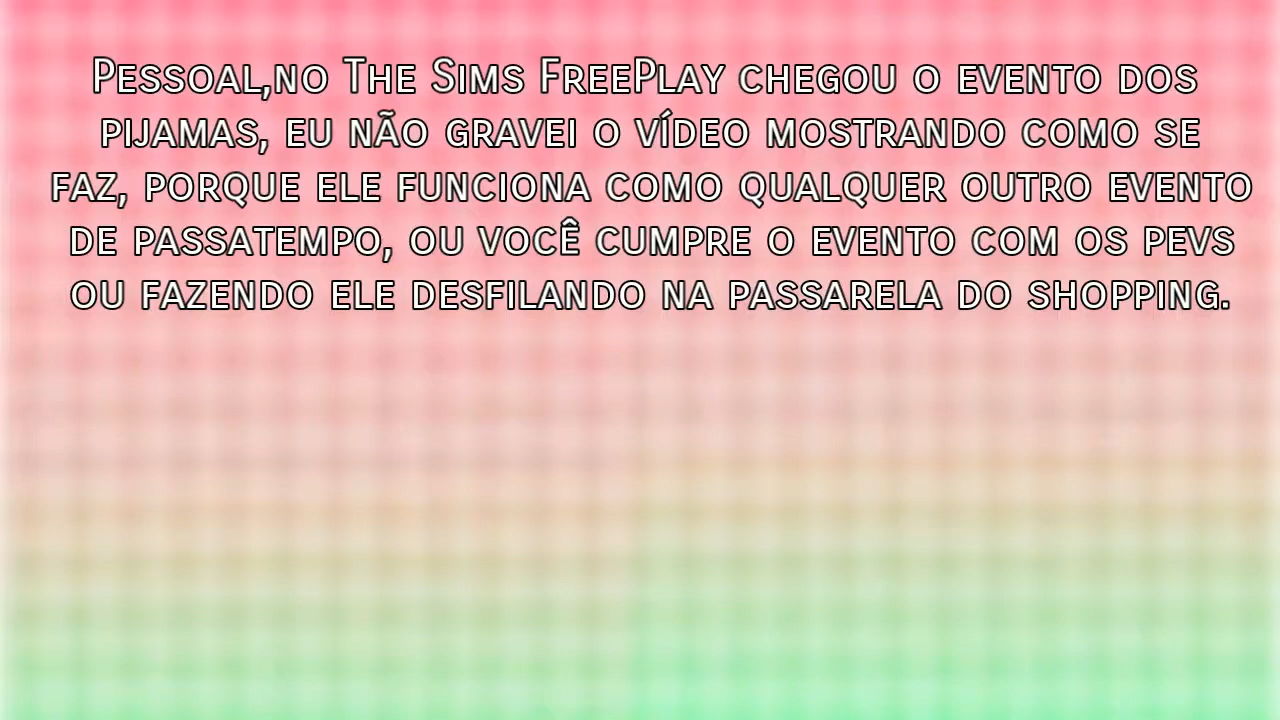 Pessoal,no The Sims FreePlay chegou o evento dos
pijamas, eu não gravei o vídeo mostrando como se
faz, porque ele funciona como qualquer outro evento
de passatempo, ou você cumpre o evento com os pevs
ou fazendo ele desfilando na passarela do shopping.